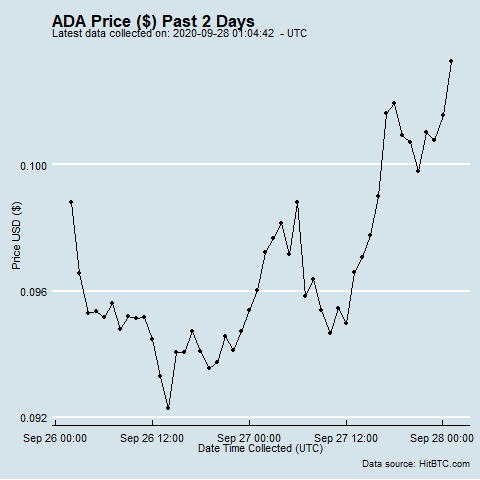 ADA Price ($) Past 2 Days
Latest data collected on: 2020-09-28 01:04:42  - UTC
Price USD ($)
0.100
0.096
0.092
Sep 26 00:00 Sep 26 12:00 Sep 27 00:00 Sep 27 12:00 Sep 28 00:00
Date Time Collected (UTC)
Data source: HitBTC.com